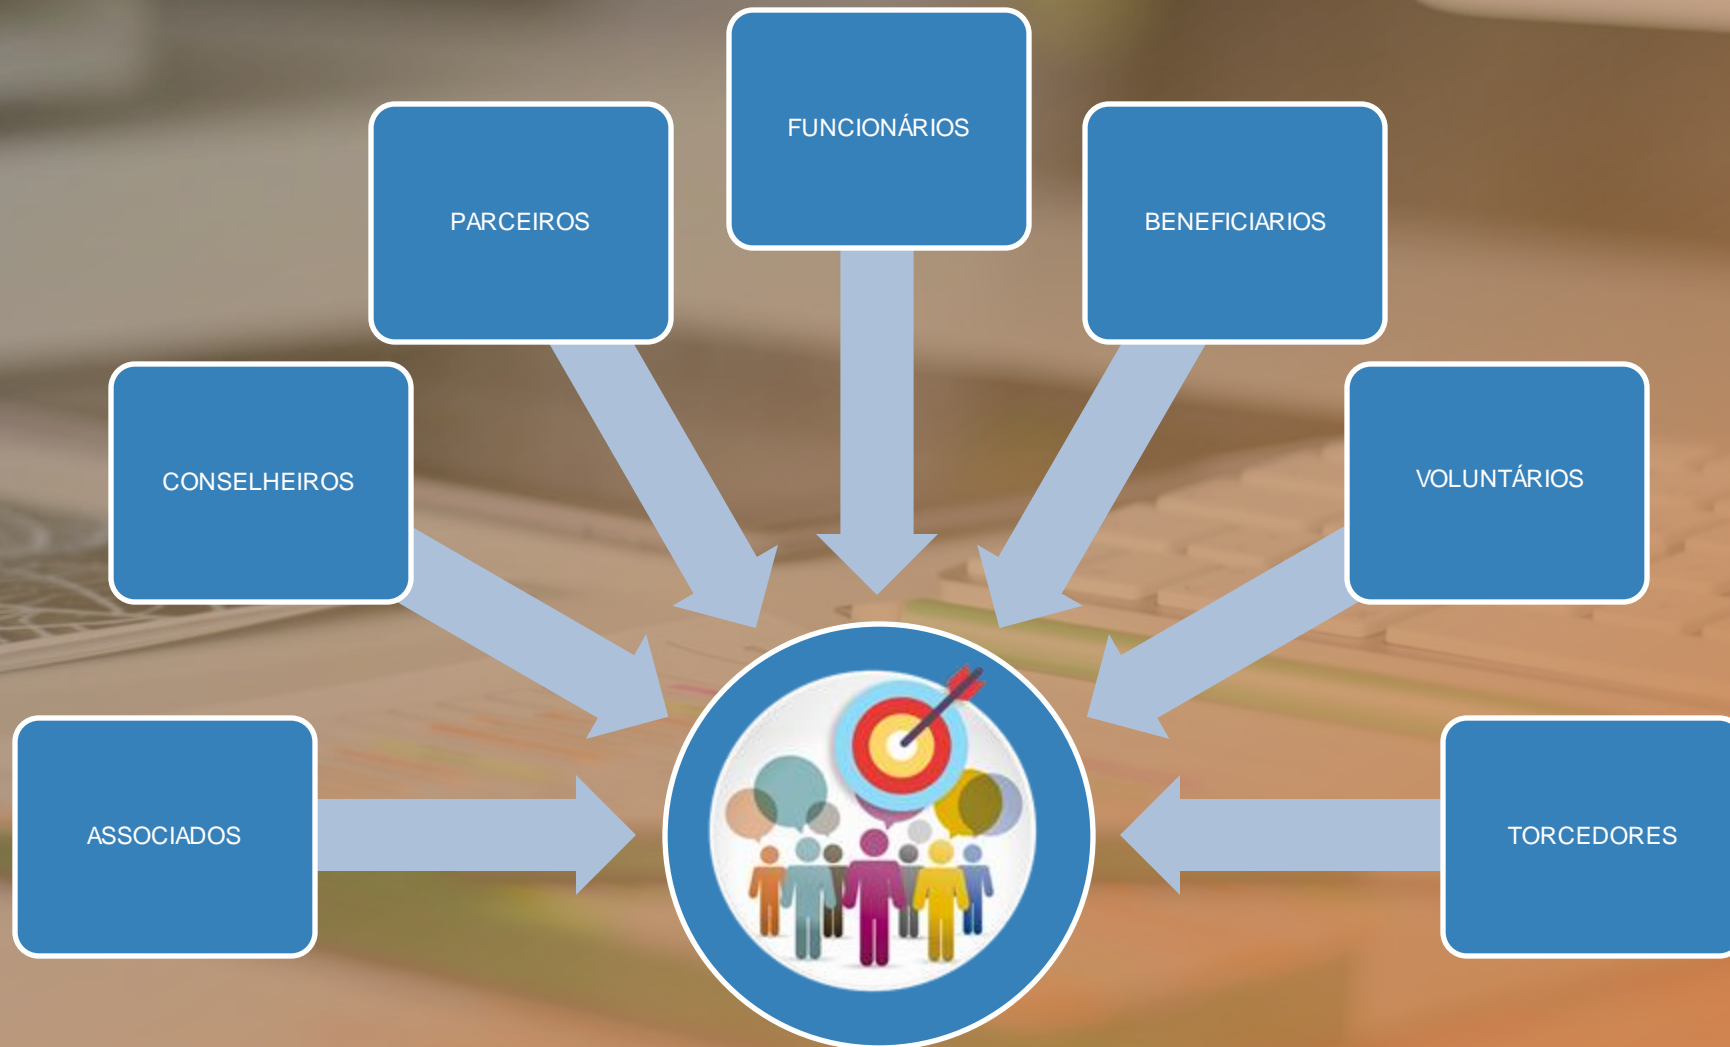 FUNCIONÁRIOS
PARCEIROS
BENEFICIARIOS
CONSELHEIROS
VOLUNTÁRIOS
ASSOCIADOS
TORCEDORES